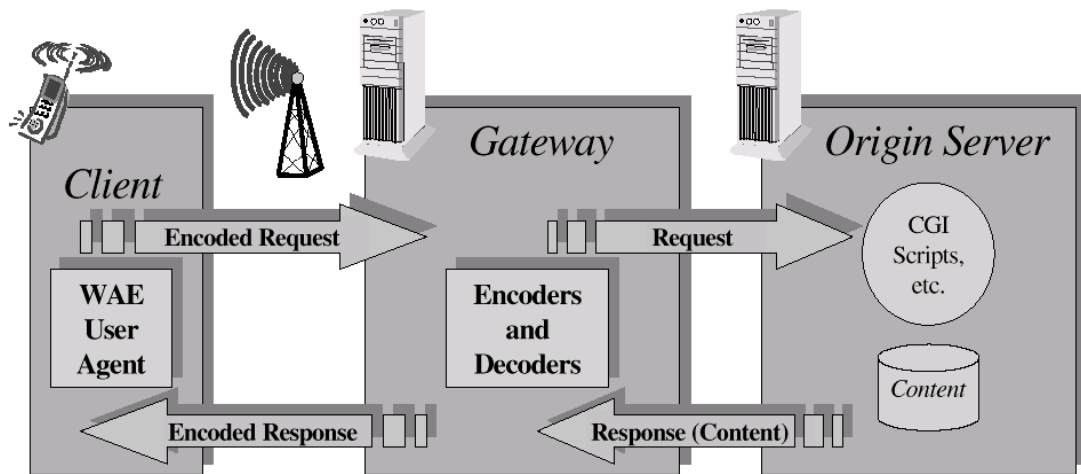 Client
Gateway
Origin Server
Encoded Request
Request
CGI
Scripts,
etc.
WAE
User
Agent
Encoders
and
Decoders
Content
Encoded Response
Response (Content)